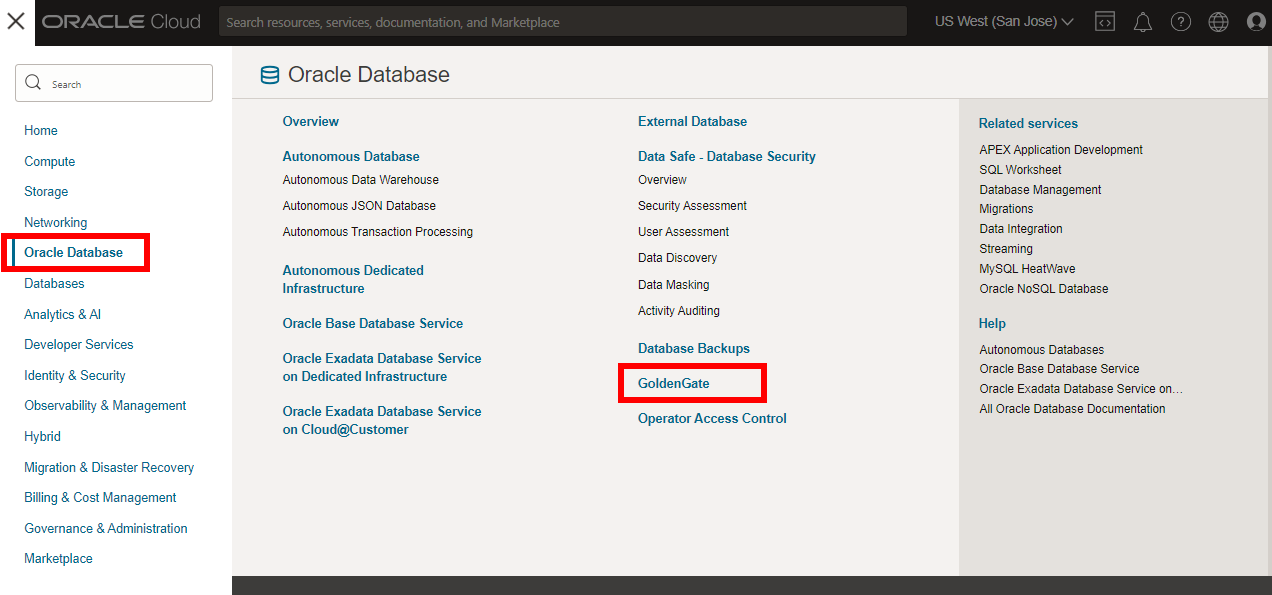 ORACLE Cloud
Search resources, services, documentation, and Marketplace
US West (San Jose)
Search
Home
Compute
Storage
Networking
Oracle Database
Databases
Analytics & AI
Developer Services
Identity & Security
Observability & Management
Hybrid
Migration & Disaster Recovery
Billing & Cost Management
Governance & Administration
Marketplace
Oracle Database
Overview
Autonomous Database
Autonomous Data Warehouse
Autonomous JSON Database
Autonomous Transaction Processing
Autonomous Dedicated
Infrastructure
Oracle Base Database Service
Oracle Exadata Database Service
on Dedicated Infrastructure
Oracle Exadata Database Service
on Cloud@Customer
External Database
Data Safe - Database Security
Overview
Security Assessment
User Assessment
Data Discovery
Data Masking
Activity Auditing
Database Backups
GoldenGate
Operator Access Control
Related services
APEX Application Development
SQL Worksheet
Database Management
Migrations
Data Integration
Streaming
MySQL HeatWave
Oracle NoSQL Database
Help
Autonomous Databases
Oracle Base Database Service
Oracle Exadata Database Service on…
All Oracle Database Documentation